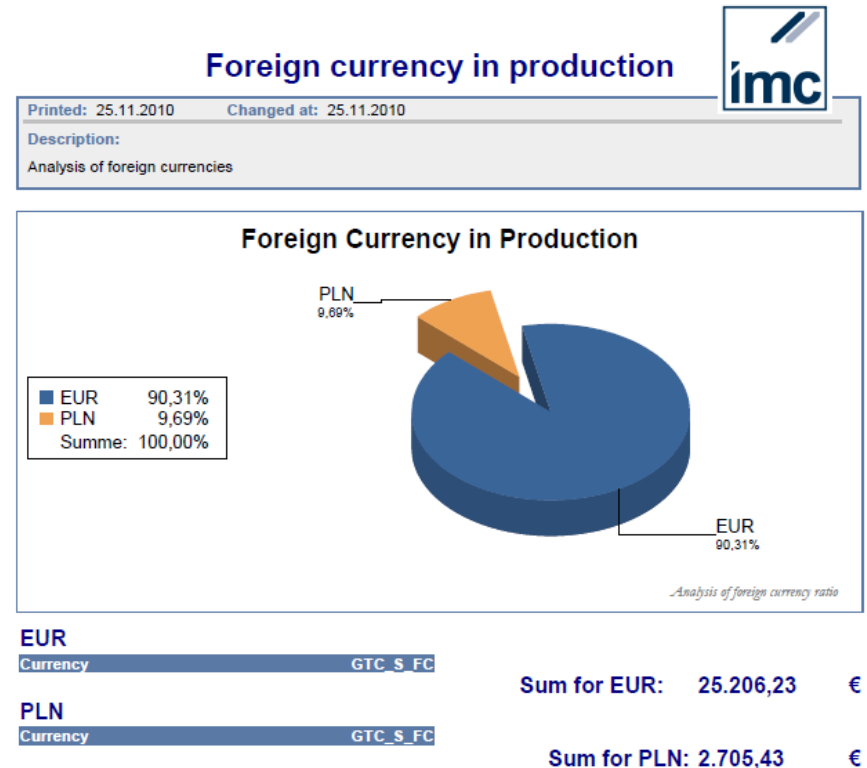 Foreign currency in production
imc
Printed: 25.11.2010 Changed at: 25.11.2010
Description:
Analysis of foreign currencies
Foreign Currency in Production
PLN
9,69%
EUR 90,31%
PLN 9,69%
Summe: 100,00%
EUR
90,31%
Analysis of foreign currency ratio
EUR
Currency GTC_S_FC
Sum for EUR: 25.206,23 €
PLN
Currency GTC_S_FC
Sum for PLN: 2.705,43 €